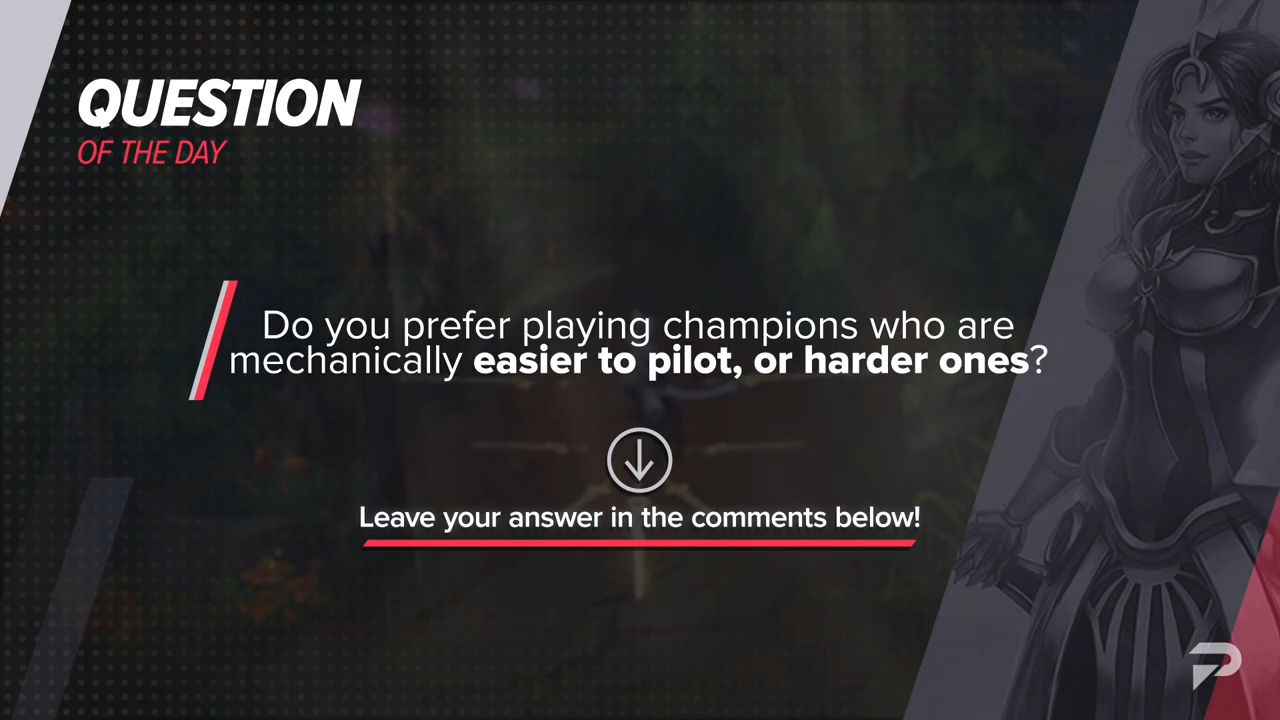 QUESTION
OF THE DAY
Do you prefer playing champions who are
mechanically easier to pilot, or harder ones?
Leave your answer in the comments below!